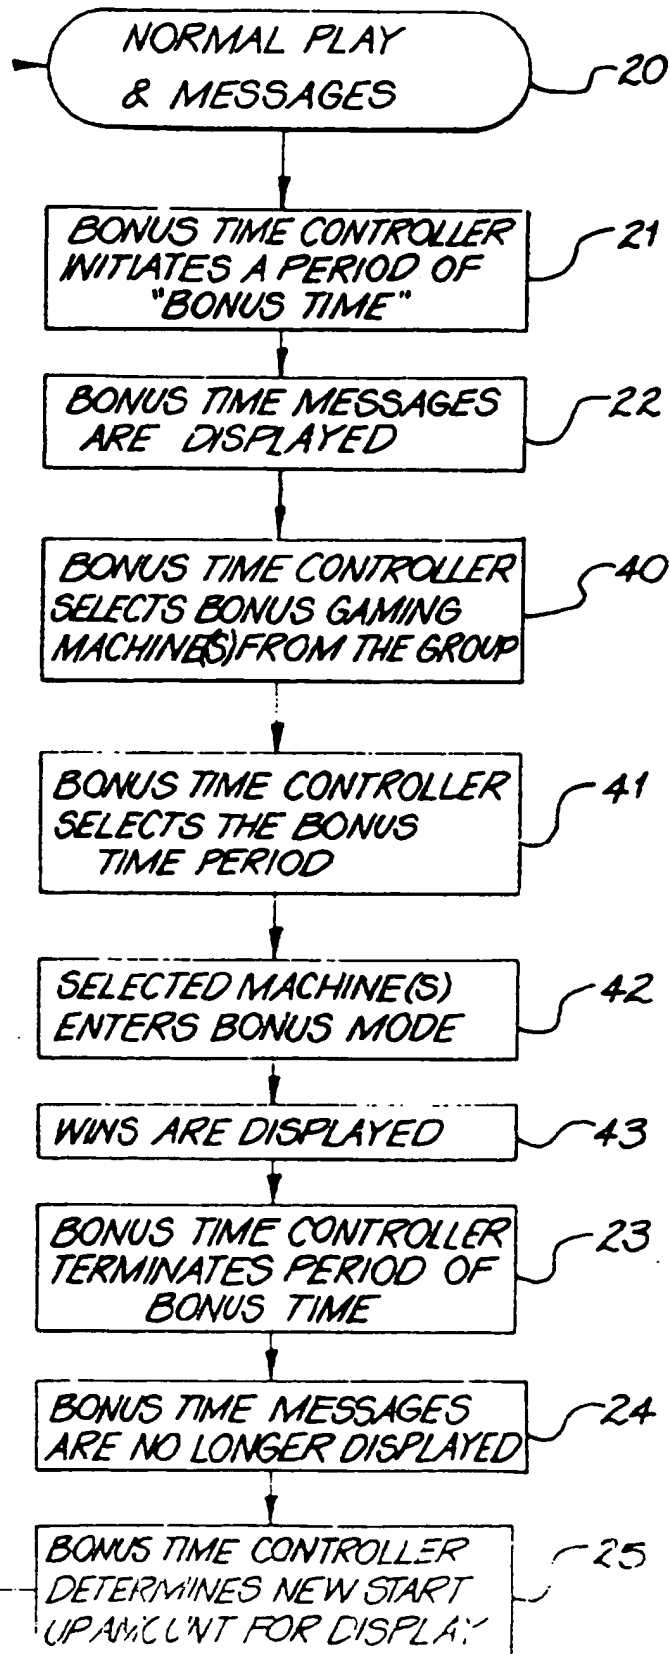 NORMAL PLAY
& MESSAGES
20
BONUS TIME CONTROLLER
INITIATES A PERIOD OF
"BONUS TIME"
21
BONUS TIME MESSAGES
ARE DISPLAYED
22
BONUS TIME CONTROLLER
SELECTS BONUS GAMING
MACHINE(S) FROM THE GROUP
40
BONUS TIME CONTROLLER
SELECTS THE BONUS
TIME PERIOD
41
SELECTED MACHINE(S)
ENTERS BONUS MODE
42
WINS ARE DISPLAYED
43
BONUS TIME CONTROLLER
TERMINATES PERIOD OF
BONUS TIME
23
BONUS TIME MESSAGES
ARE NO LONGER DISPLAYED
24
BONUS TIME CONTROLLER
DETERMINES NEW START
UP AMOUNT FOR DISPLAY
25